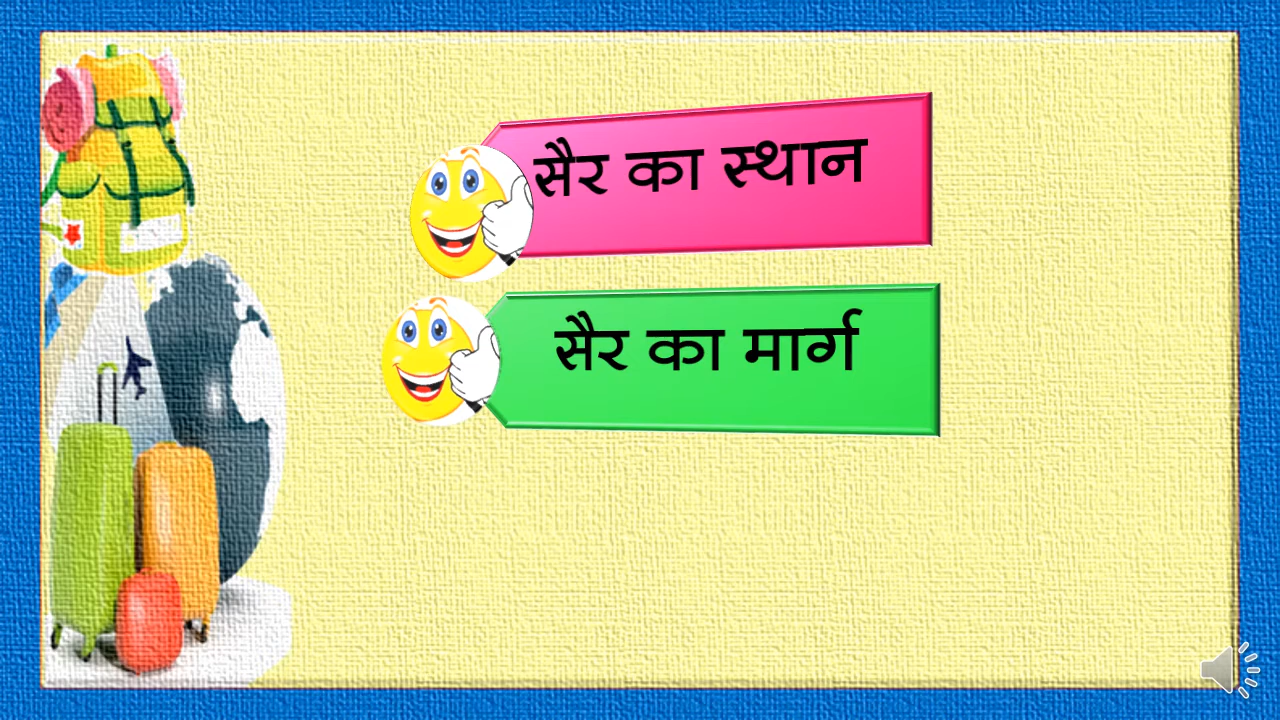 सैर का स्थान
सैर का मार्ग